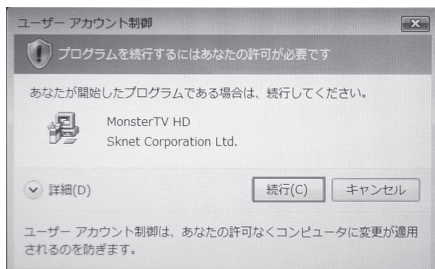 ユーザー アカウント制御
プログラムを続行するにはあなたの許可が必要です
あなたが開始したプログラムである場合は、続行してください。
MonsterTV HD
Sknet Corporation Ltd.
詳細(D)
続行(C)
キャンセル
ユーザー アカウント制御は、あなたの許可なくコンピュータに変更が適用
されるのを防ぎます。